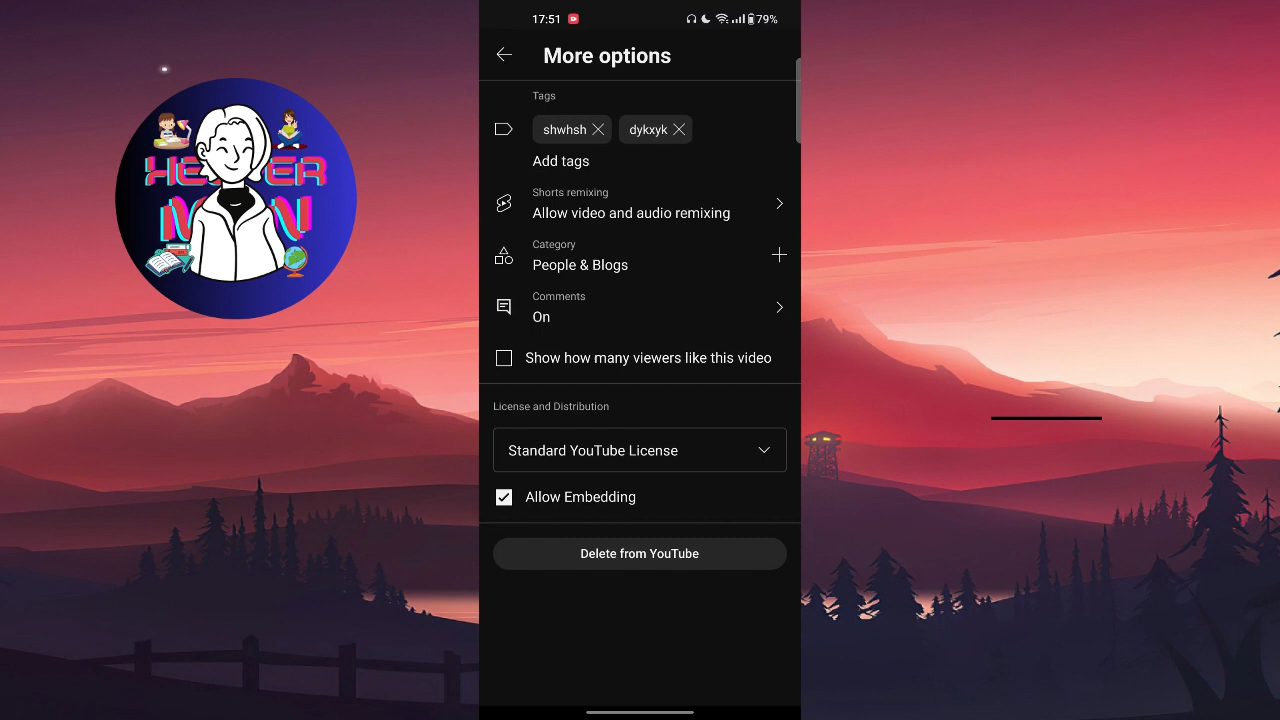 17:51
79%
More options
Tags
shwhsh
dykxyk
Add tags
Shorts remixing
Allow video and audio remixing
Category
People & Blogs
Comments
On
Show how many viewers like this video
License and Distribution
Standard YouTube License
Allow Embedding
Delete from YouTube